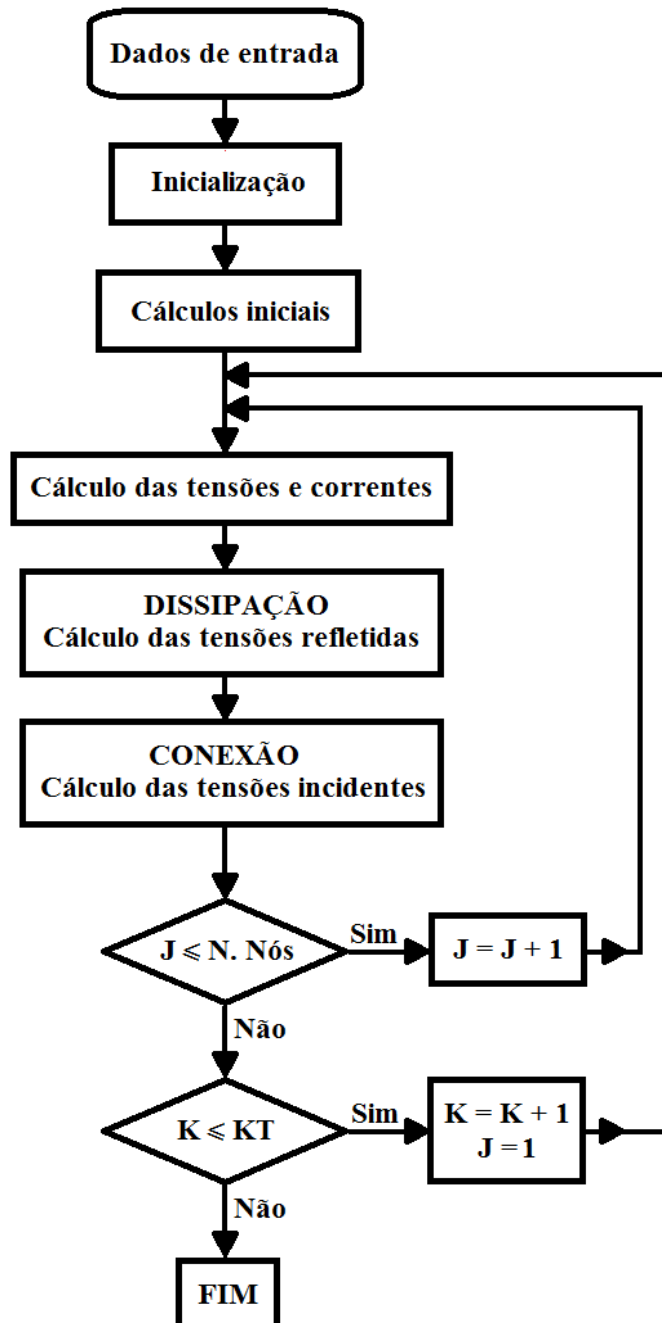 Dados de entrada
Inicialização
Cálculos iniciais
Cálculo das tensões e correntes
DISSIPAÇÃO
Cálculo das tensões refletidas
CONEXÃO
Cálculo das tensões incidentes
J ⩽ N. Nós
Sim
J = J + 1
Não
K ⩽ KT
Sim
K = K + 1
J = 1
Não
FIM